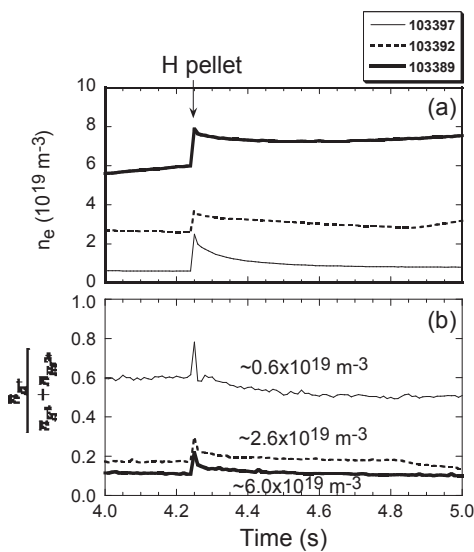 103397
103392
103389
H pellet
(a)
10
8
6
4
2
0
n_e (10^19 m^-3)
(b)
1.0
0.8
0.6
0.4
0.2
0.0
~0.6x10^19 m^-3
~2.6x10^19 m^-3
~6.0x10^19 m^-3
4.0 4.2 4.4 4.6 4.8 5.0
Time (s)